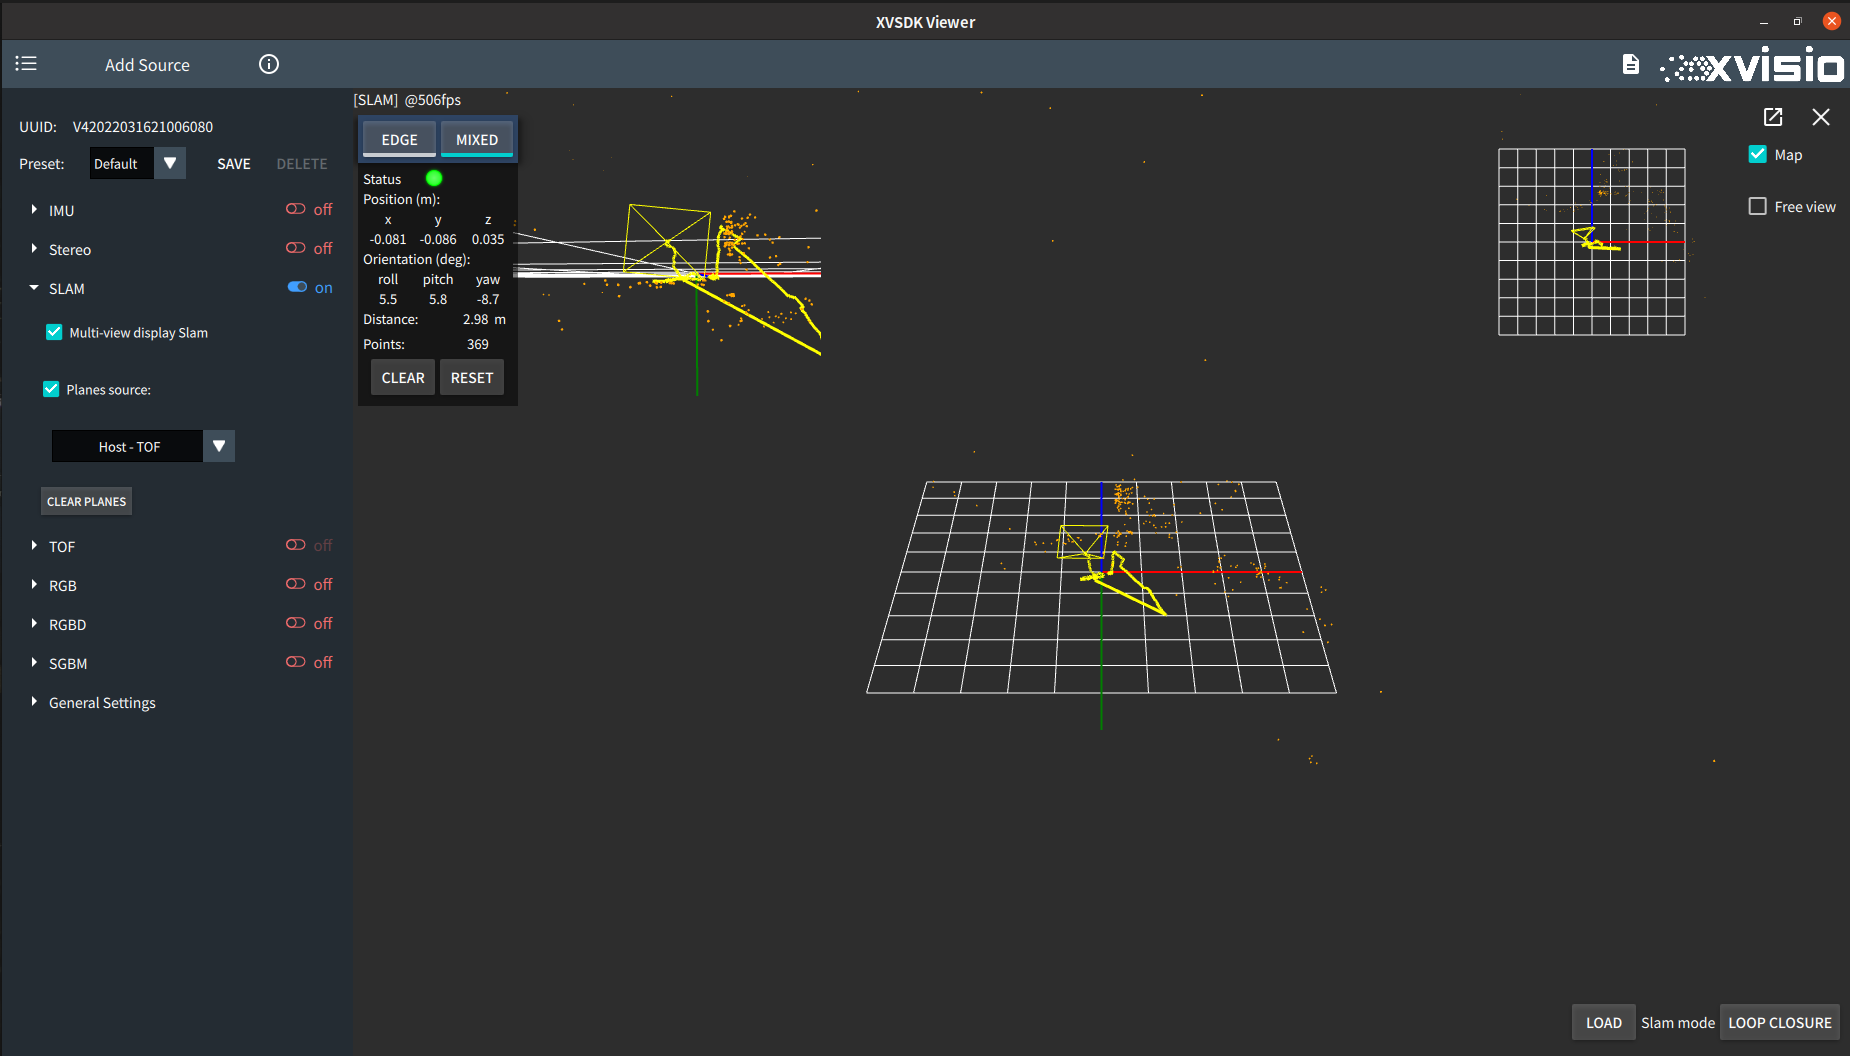 XVSDK Viewer
Add Source
xvisio
UUID: V42022031621006080
Preset: Default SAVE DELETE
IMU off
Stereo off
SLAM on
Multi-view display Slam
Planes source:
Host - TOF
CLEAR PLANES
TOF off
RGB off
RGBD off
SGBM off
General Settings
[SLAM] @506fps
EDGE MIXED
Status
Position (m):
x y z
-0.081 -0.086 0.035
Orientation (deg):
roll pitch yaw
5.5 5.8 -8.7
Distance: 2.98 m
Points: 369
CLEAR RESET
Map
Free view
LOAD Slam mode LOOP CLOSURE